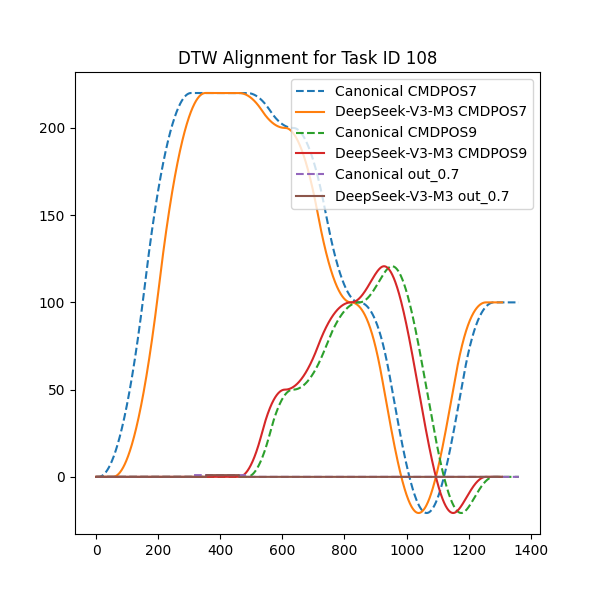 DTW Alignment for Task ID 108
Canonical CMDPOS7
DeepSeek-V3-M3 CMDPOS7
Canonical CMDPOS9
DeepSeek-V3-M3 CMDPOS9
Canonical out_0.7
DeepSeek-V3-M3 out_0.7
200
150
100
50
0
0 200 400 600 800 1000 1200 1400